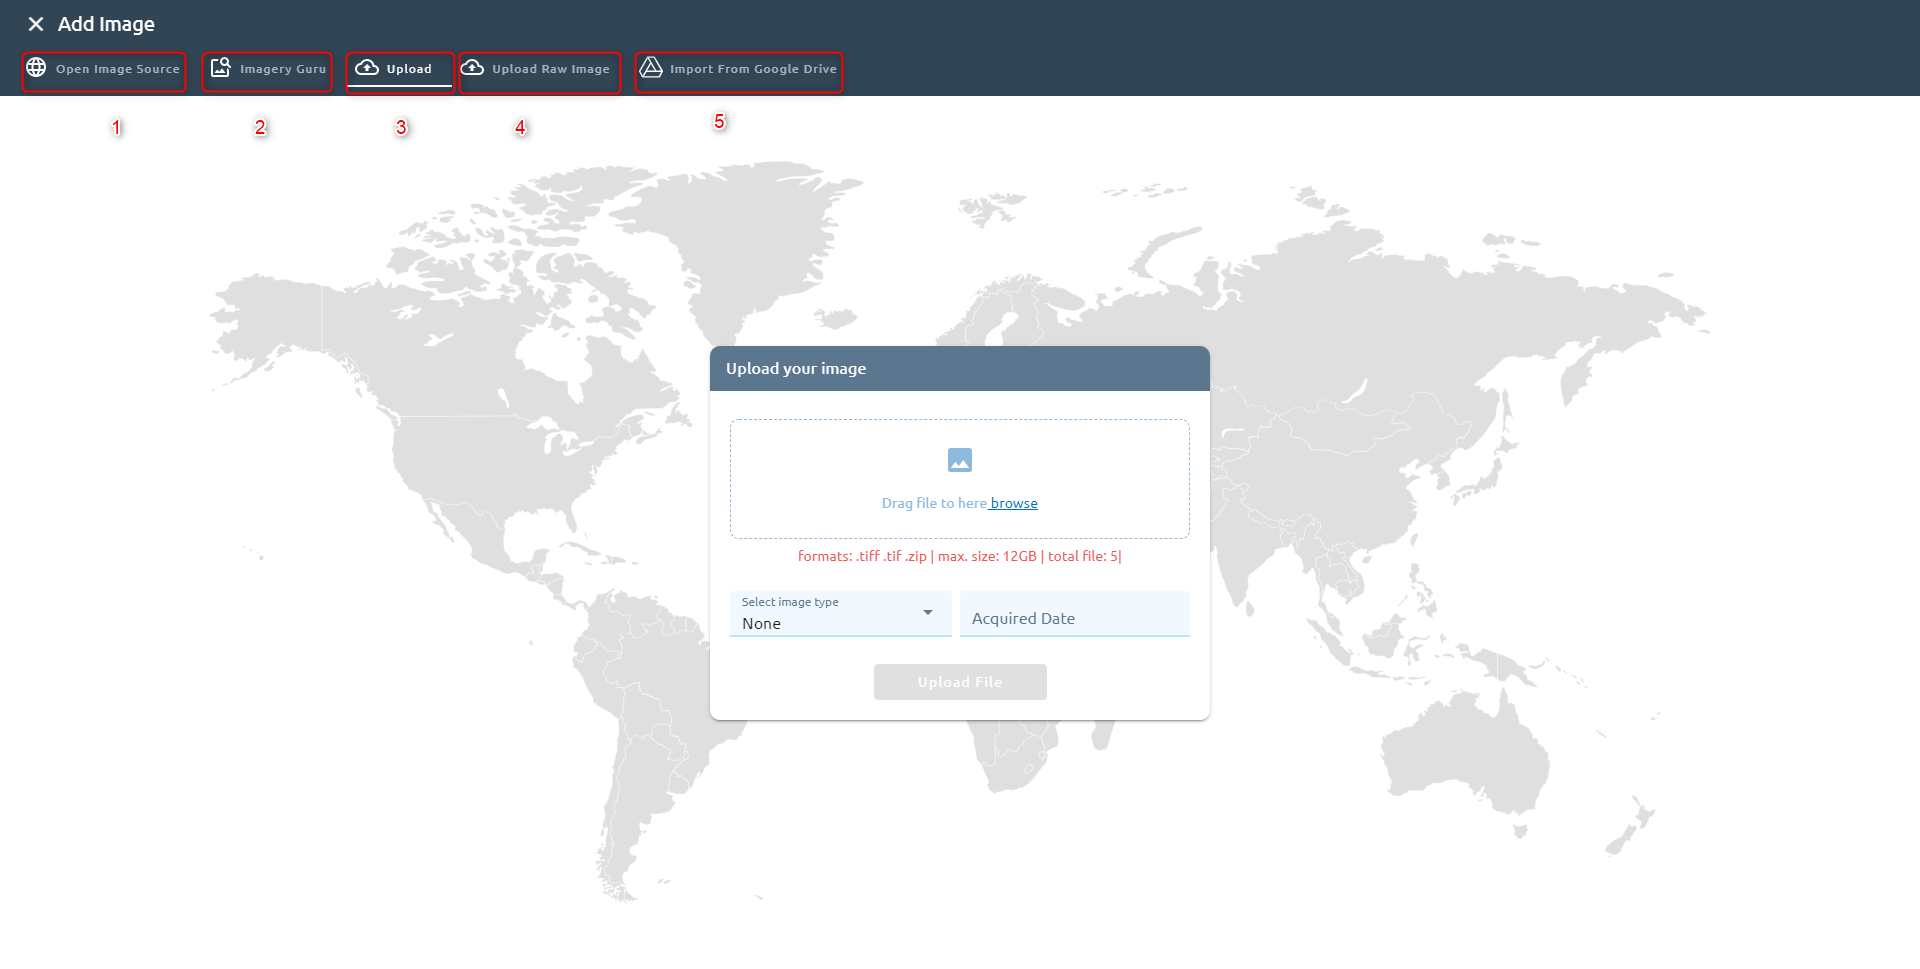 Add Image
Open Image Source
Imagery Guru
Upload
Upload Raw Image
Import From Google Drive
1
2
3
4
5
Upload your image
Drag file to here browse
formats: .tiff .tif .zip | max. size: 12GB | total file: 5|
Select image type
None
Acquired Date
Upload File